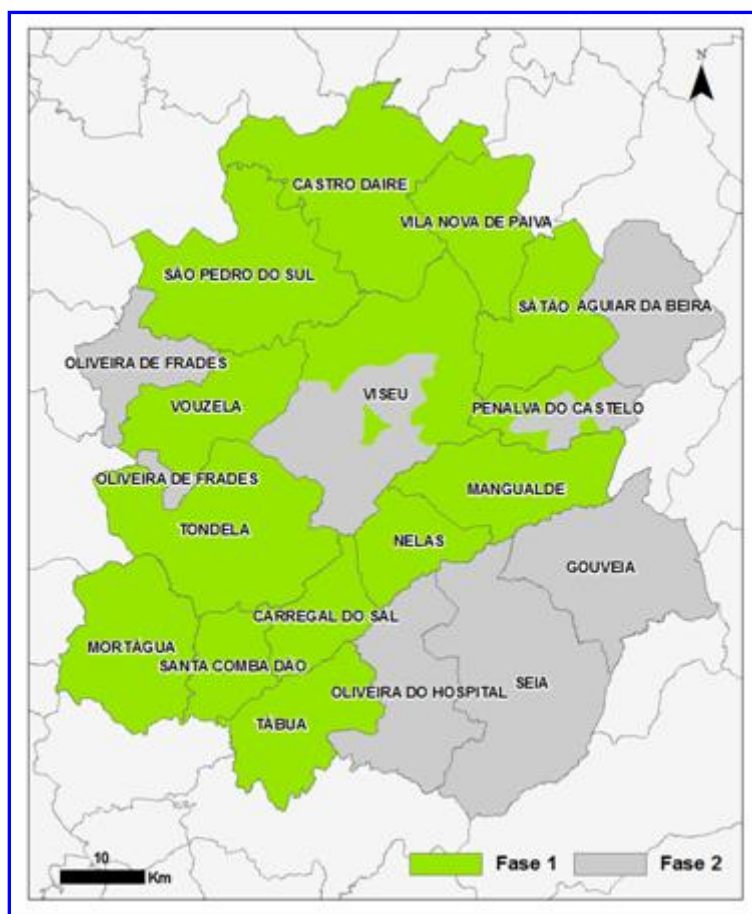 N
CASTRO DAIRE
VILA NOVA DE PAIVA
SÃO PEDRO DO SUL
SÁTÃO
AGUIAR DA BEIRA
OLIVEIRA DE FRADES
VISEU
VOUZELA
PENALVA DO CASTELO
OLIVEIRA DE FRADES
MANGUALDE
TONDELA
NELAS
GOUVEIA
CARREGAL DO SAL
MORTÁGUA
SANTA COMBA DÃO
SEIA
OLIVEIRA DO HOSPITAL
TÁBUA
10
Km
Fase 1
Fase 2